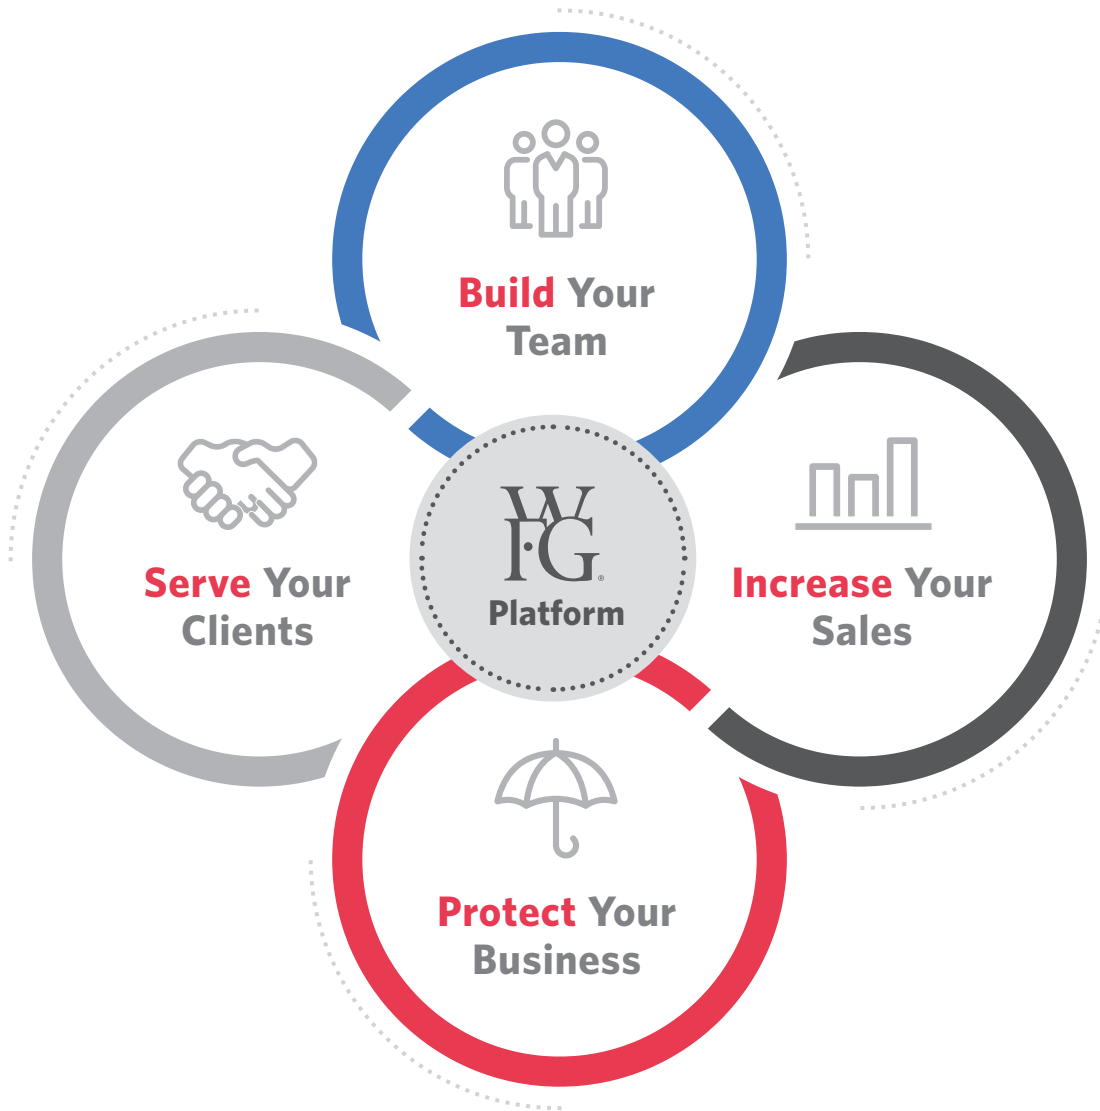 Build Your
Team
Serve Your
Clients
WFG®
Platform
Increase Your
Sales
Protect Your
Business